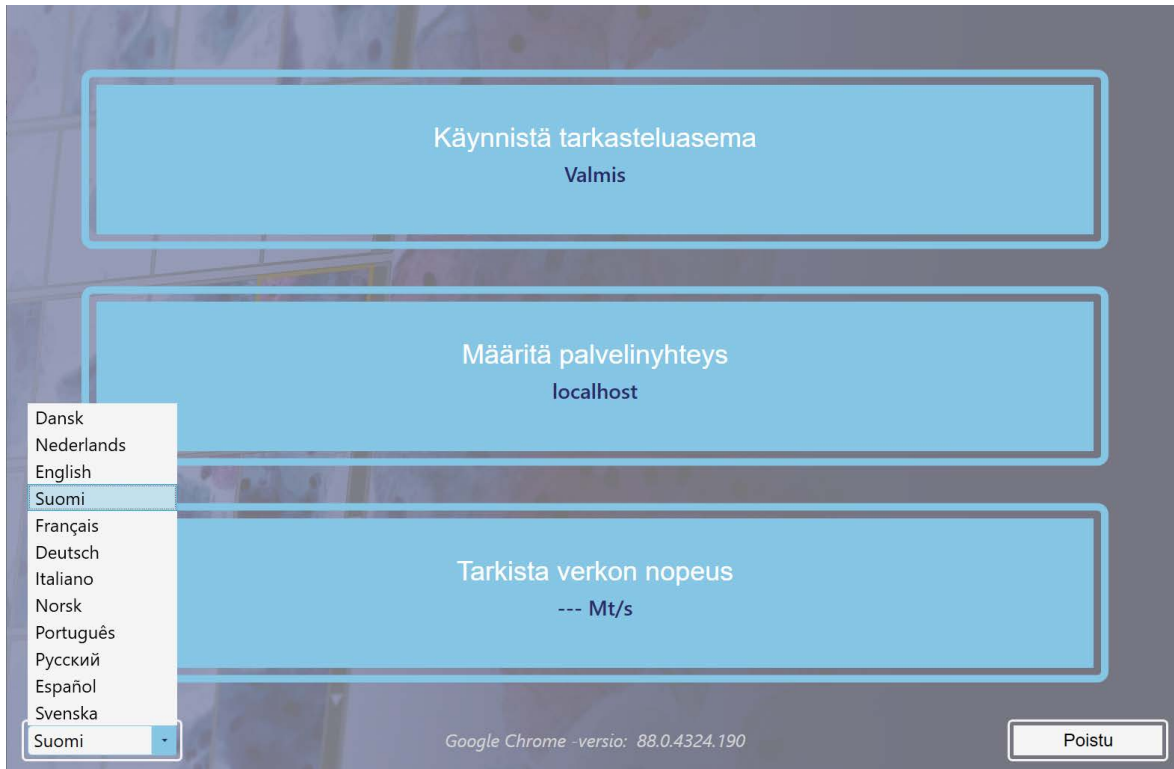 Käynnistä tarkasteluasema
Valmis
Määritä palvelinyhteys
localhost
Tarkista verkon nopeus
--- Mt/s
Dansk
Nederlands
English
Suomi
Français
Deutsch
Italiano
Norsk
Português
Русский
Español
Svenska
Suomi
Google Chrome -versio: 88.0.4324.190
Poistu